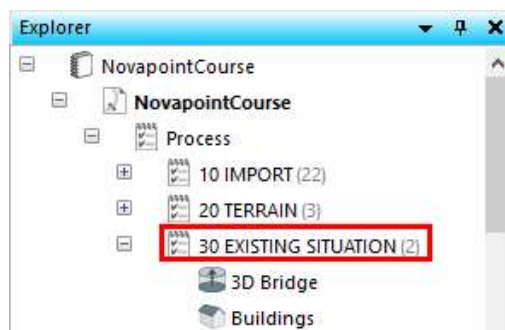 Explorer
NovapointCourse
NovapointCourse
Process
10 IMPORT (22)
20 TERRAIN (3)
30 EXISTING SITUATION (2)
3D Bridge
Buildings